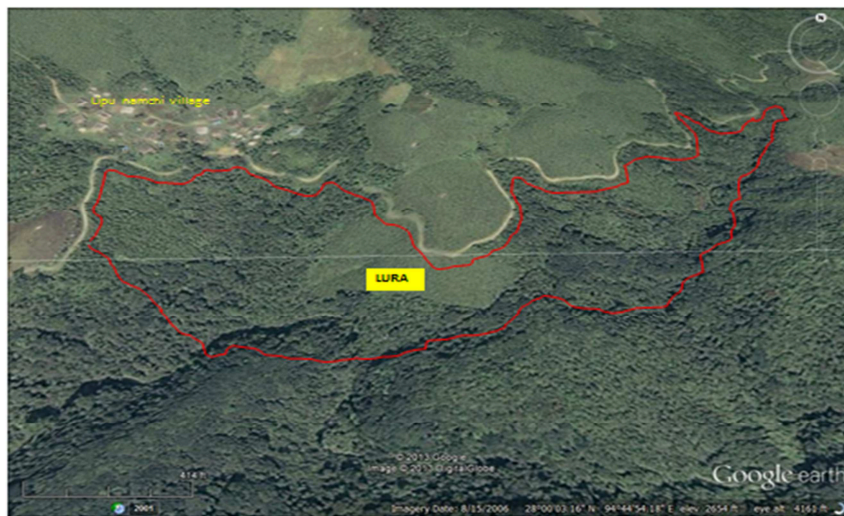 Lipu namchi village
LURA
© 2013 Google
Image © 2013 DigitalGlobe
414 ft
Google earth
2001
Imagery Date: 8/15/2006 28°00'03.16" N 94°44'54.18" E elev 2654 ft eye alt 4161 ft